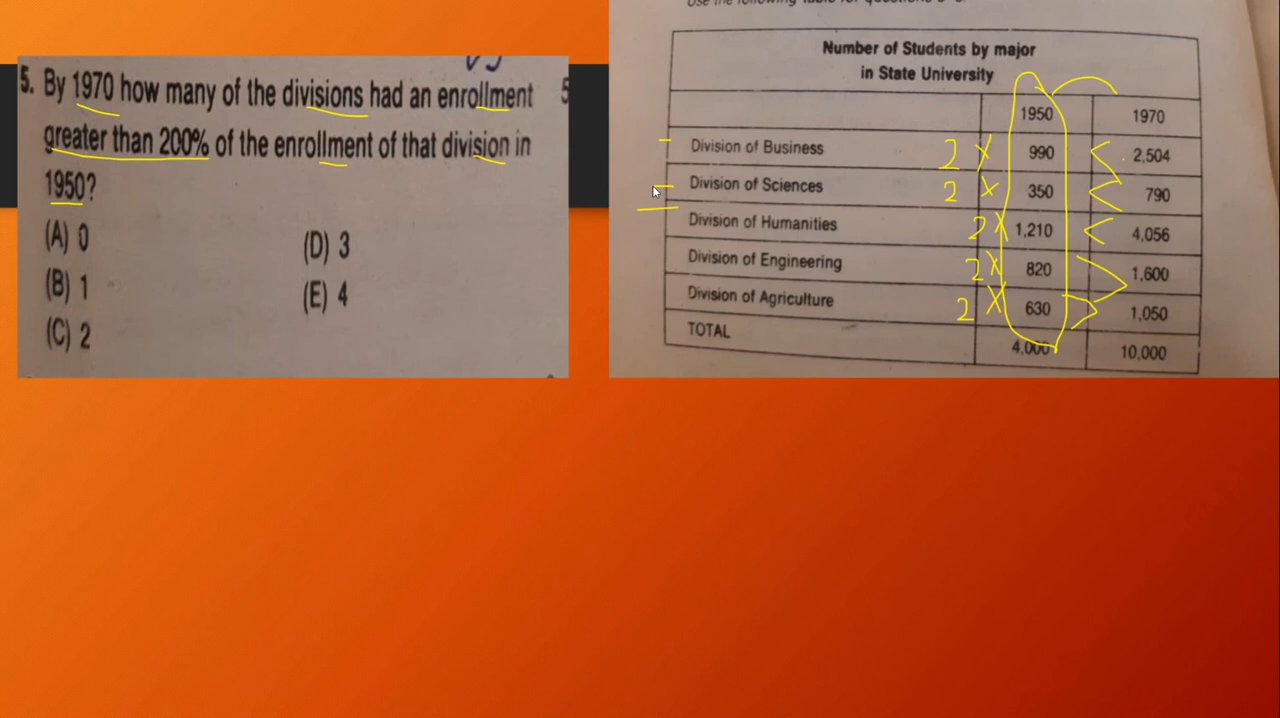 5. By 1970 how many of the divisions had an enrollment
greater than 200% of the enrollment of that division in
1950?
(A) 0
(B) 1
(C) 2
(D) 3
(E) 4
5
Number of Students by major
in State University
1950 1970
Division of Business 2 × 990 < 2,504
Division of Sciences 2 × 350 < 790
Division of Humanities 2 × 1,210 < 4,056
Division of Engineering 2 × 820 > 1,600
Division of Agriculture 2 × 630 > 1,050
TOTAL 4,000 10,000